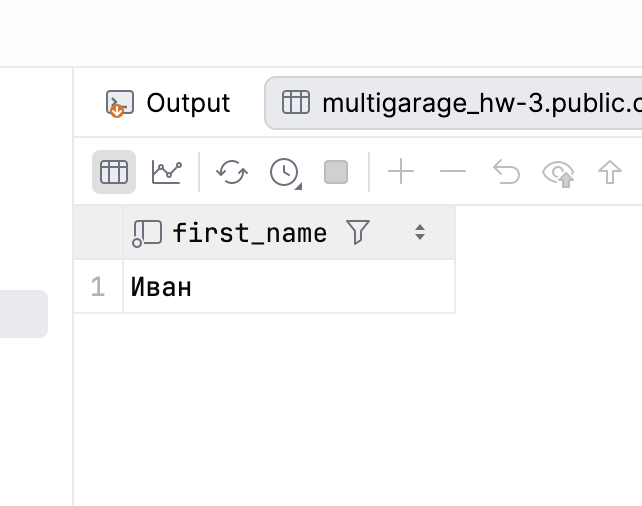 Output
multigarage_hw-3.public.
first_name
1 Иван